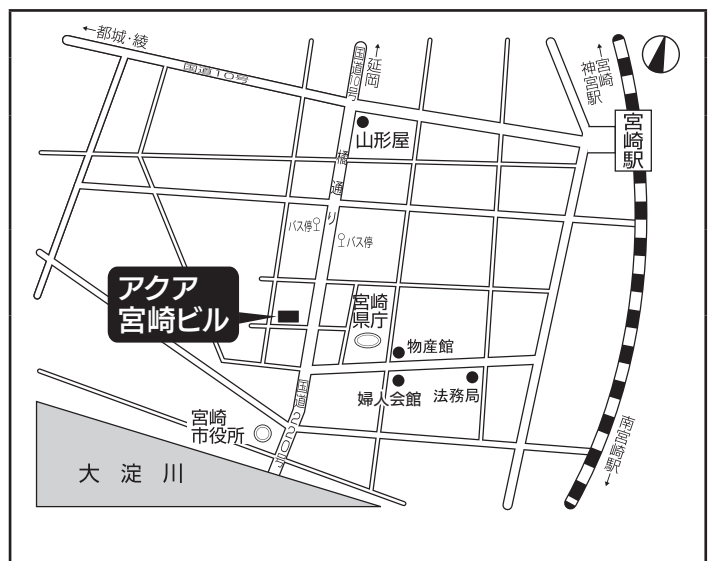 ←都城・綾
国道10号
国道10号
→延岡
←宮崎
神宮駅
宮崎駅
山形屋
橘通り
バス停
バス停
アクア
宮崎ビル
宮崎
県庁
物産館
婦人会館
法務局
国道220号
宮崎
市役所
大淀川
南宮崎駅→